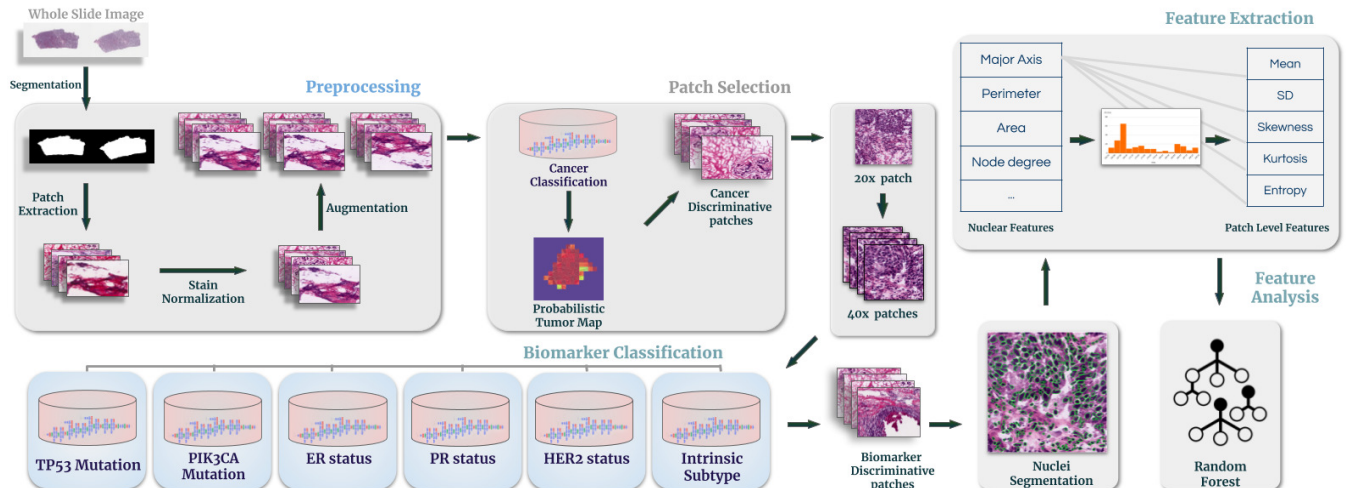 Whole Slide Image
Segmentation
Preprocessing
Patch
Extraction
Stain
Normalization
Augmentation
Patch Selection
Cancer
Classification
Probabilistic
Tumor Map
Cancer
Discriminative
patches
20x patch
40x patches
Feature Extraction
Major Axis
Perimeter
Area
Node degree
...
Nuclear Features
Mean
SD
Skewness
Kurtosis
Entropy
Patch Level Features
Feature
Analysis
Biomarker Classification
TP53 Mutation
PIK3CA
Mutation
ER status
PR status
HER2 status
Intrinsic
Subtype
Biomarker
Discriminative
patches
Nuclei
Segmentation
Random
Forest